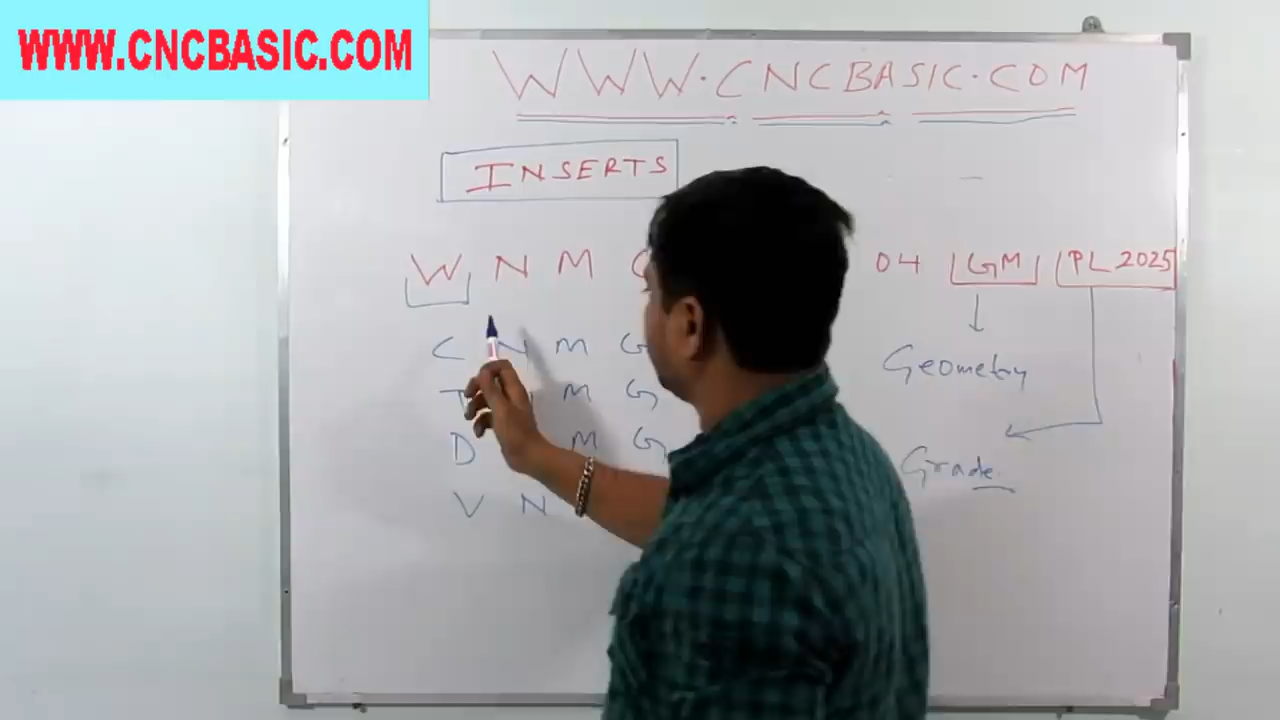 WWW.CNCBASIC.COM
WWW.CNCBASIC.COM
INSERTS
W N M 04 GM PL 2025
C N M G
T M G
D M G
V N
Geometry
Grade